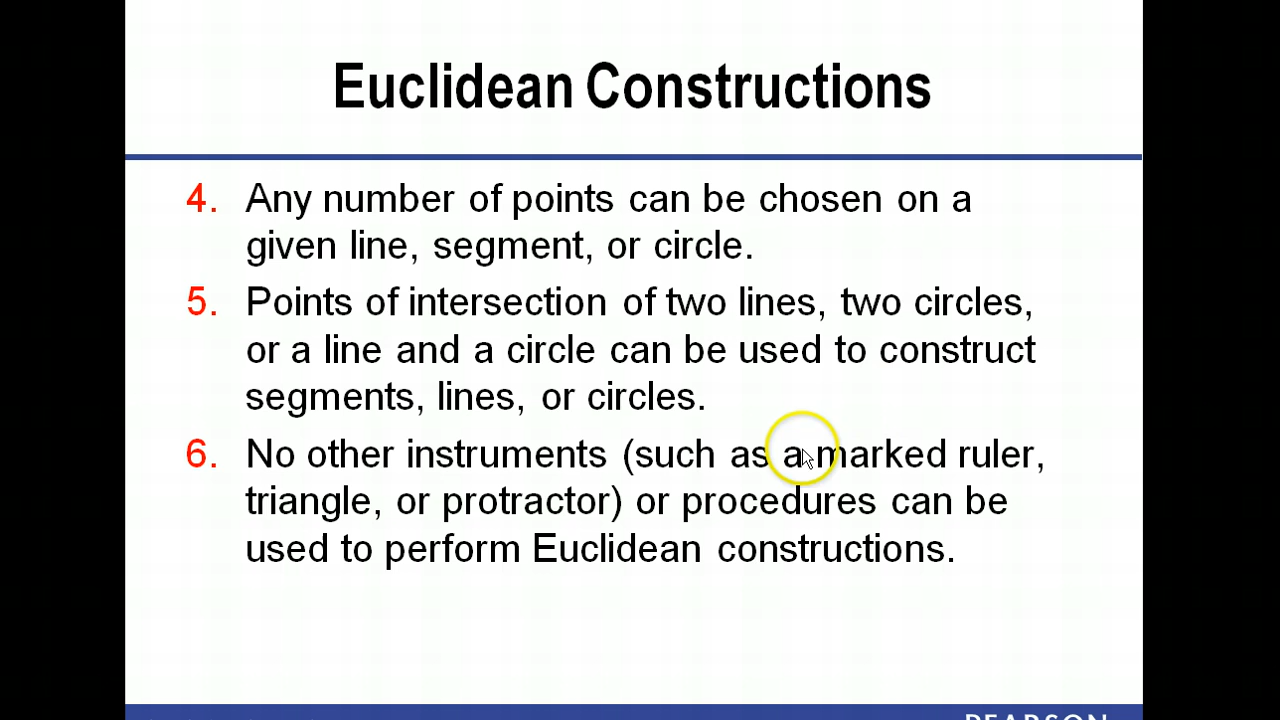 Euclidean Constructions
4. Any number of points can be chosen on a
given line, segment, or circle.
5. Points of intersection of two lines, two circles,
or a line and a circle can be used to construct
segments, lines, or circles.
6. No other instruments (such as a marked ruler,
triangle, or protractor) or procedures can be
used to perform Euclidean constructions.
PEARSON